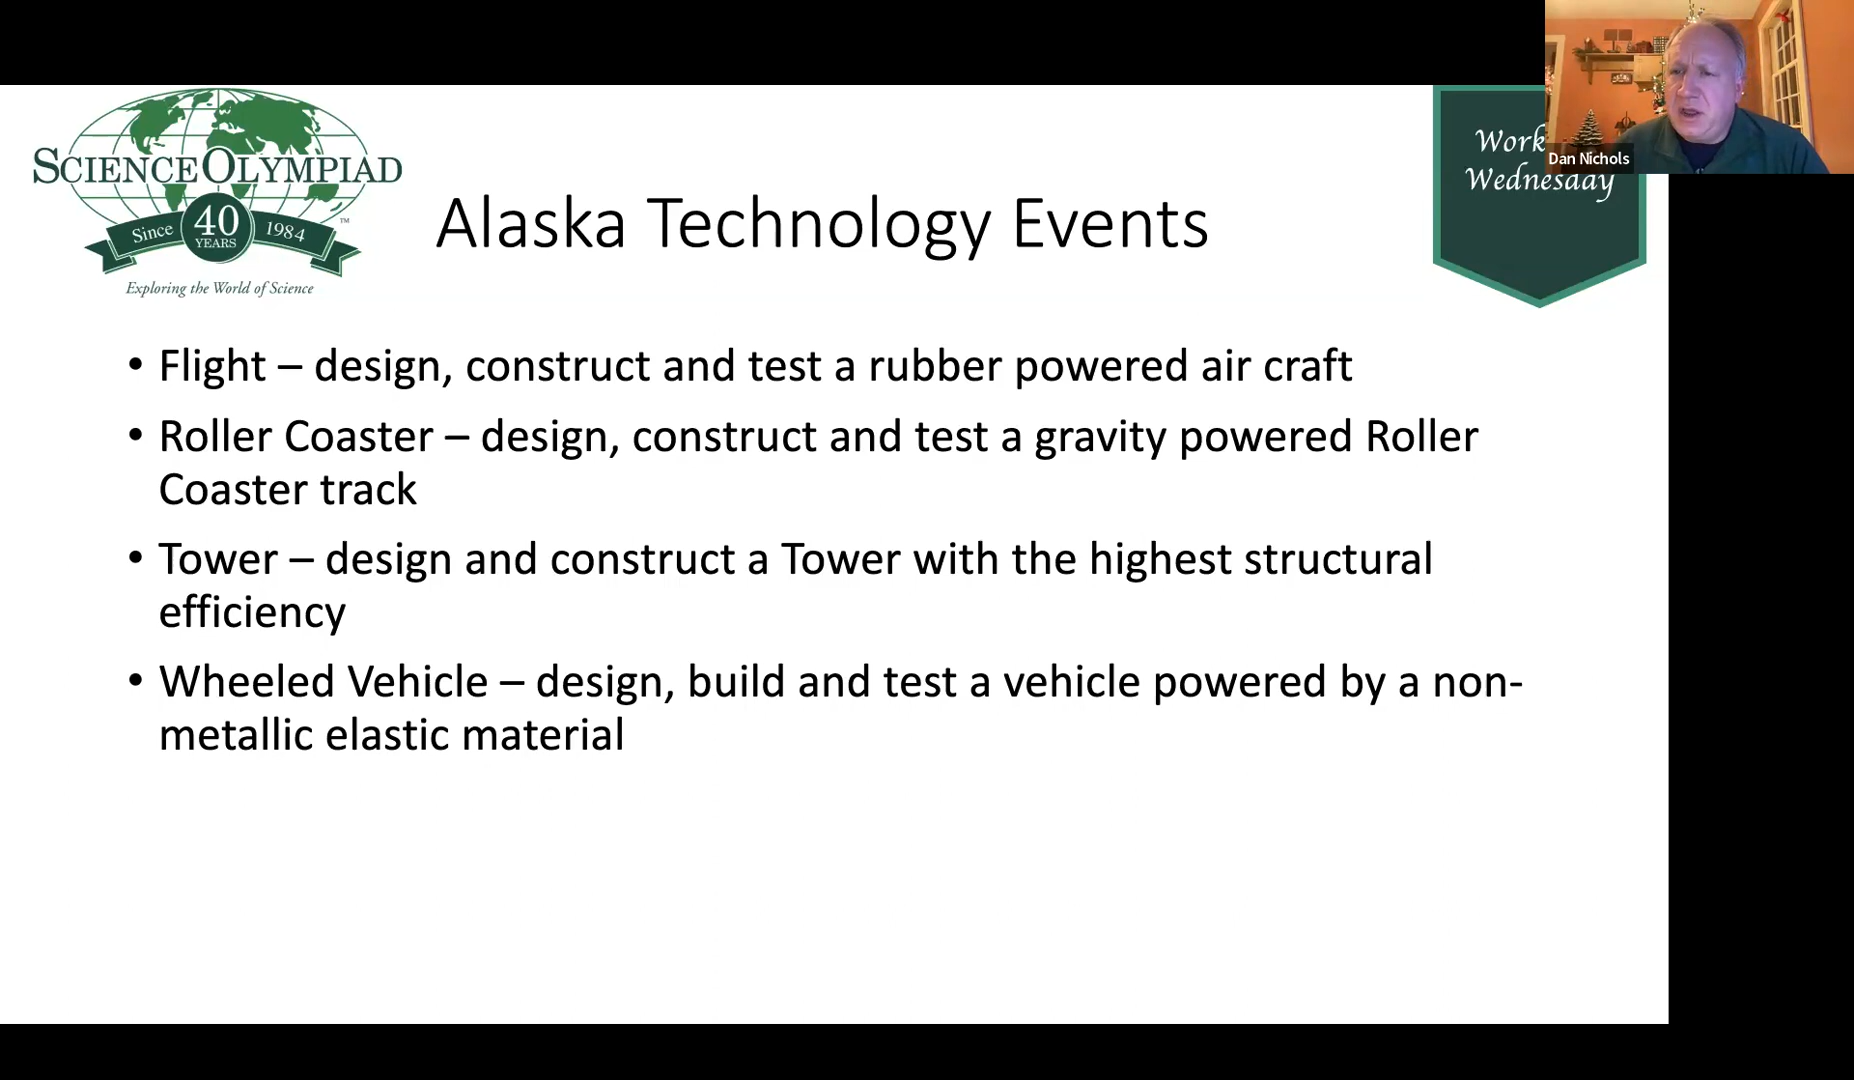 SCIENCE OLYMPIAD
Since 40 YEARS 1984
™
Exploring the World of Science
Alaska Technology Events
Wednesday
Dan Nichols
• Flight – design, construct and test a rubber powered air craft
• Roller Coaster – design, construct and test a gravity powered Roller
Coaster track
• Tower – design and construct a Tower with the highest structural
efficiency
• Wheeled Vehicle – design, build and test a vehicle powered by a non-
metallic elastic material